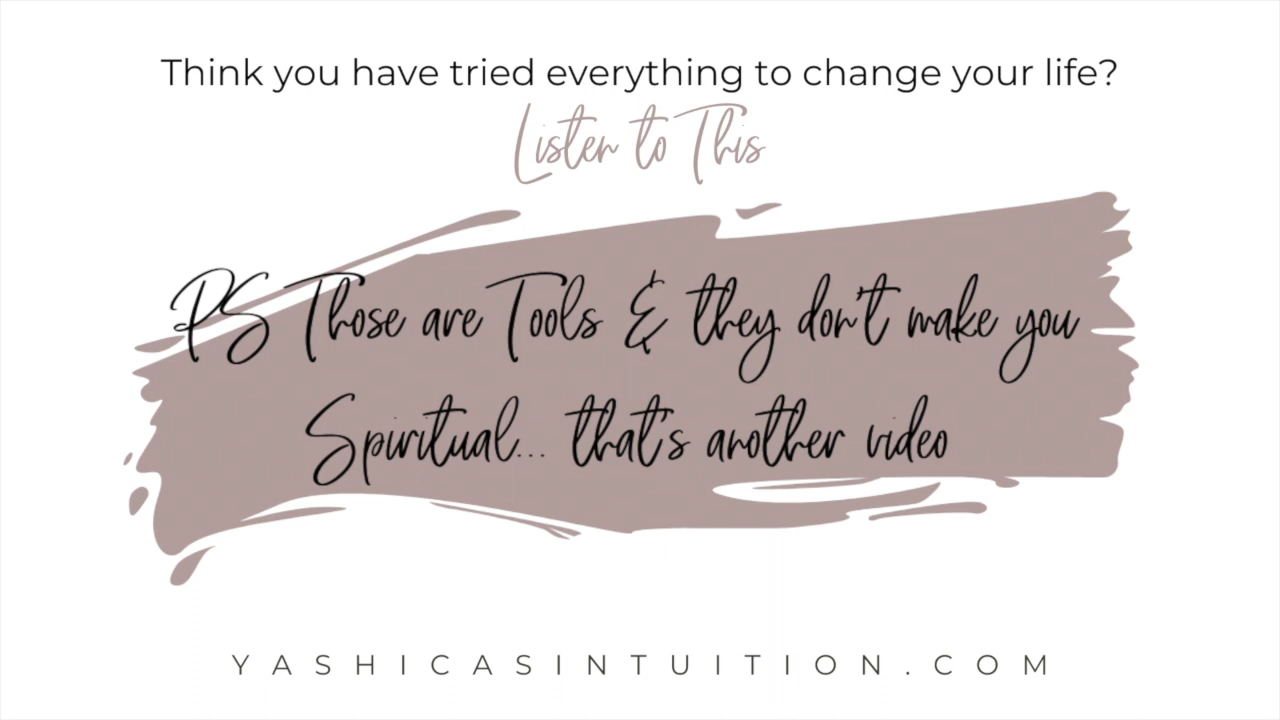 Think you have tried everything to change your life?
Listen to This
PS Those are Tools & they don't make you
Spiritual... that's another video
YASHICASINTUITION.COM